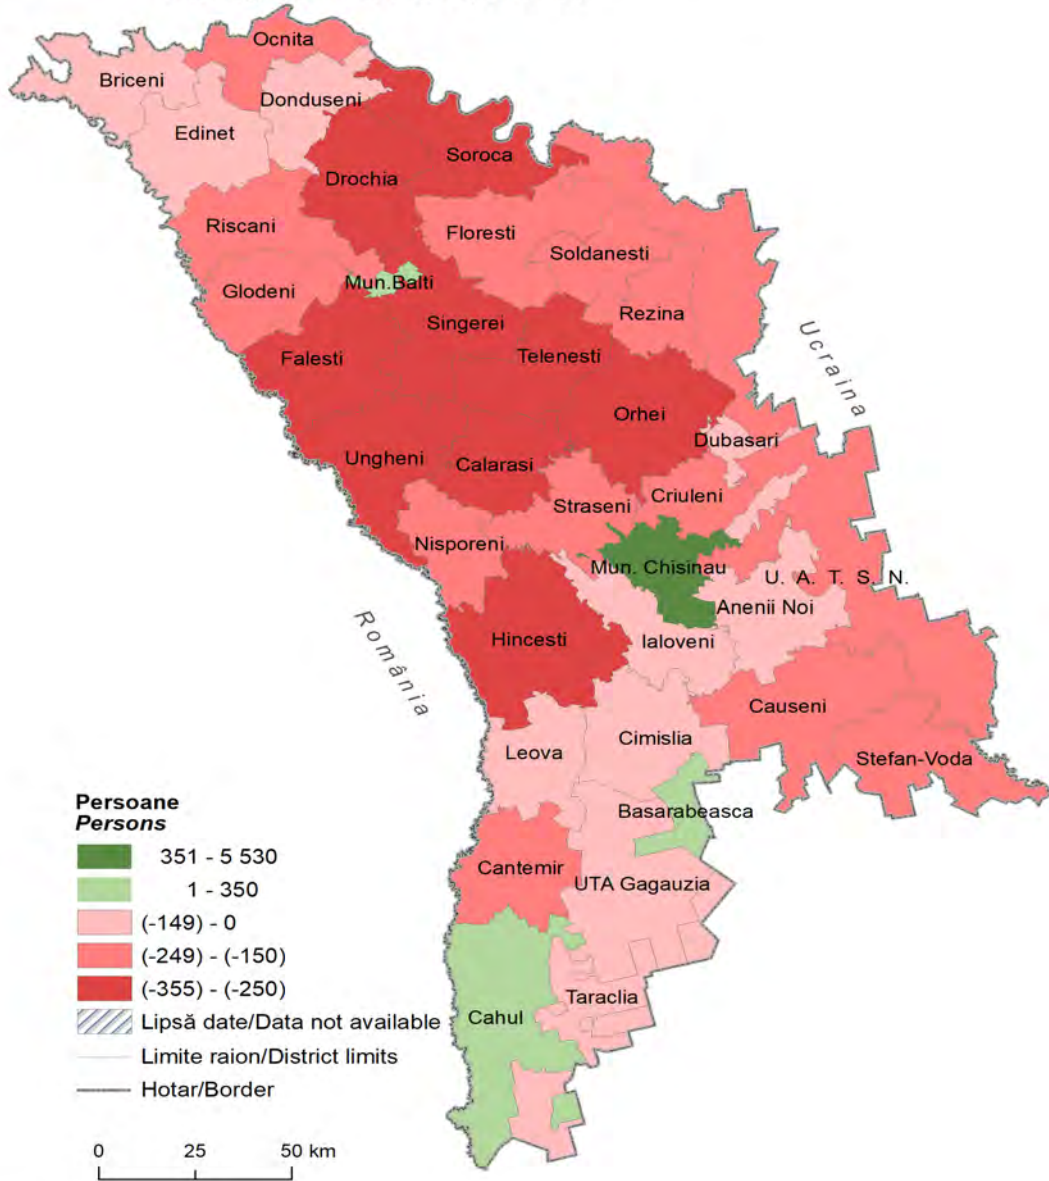 Ocnita
Briceni
Donduseni
Edinet
Soroca
Drochia
Riscani
Floresti
Soldanesti
Mun.Balti
Glodeni
Rezina
Singerei
Ucraina
Falesti
Telenesti
Orhei
Dubasari
Ungheni
Calarasi
Criuleni
Straseni
Nisporeni
Mun. Chisinau
U. A. T. S. N.
Anenii Noi
România
Hincesti
Ialoveni
Causeni
Cimislia
Leova
Stefan-Voda
Basarabeasca
Cantemir
UTA Gagauzia
Taraclia
Cahul
Persoane
Persons
351 - 5 530
1 - 350
(-149) - 0
(-249) - (-150)
(-355) - (-250)
Lipsă date/Data not available
Limite raion/District limits
Hotar/Border
0 25 50 km